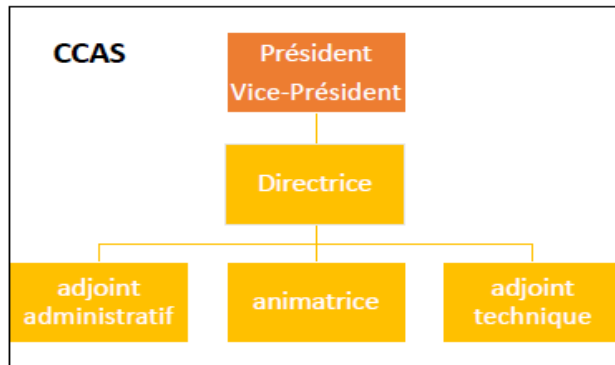 CCAS
Président
Vice-Président
Directrice
adjoint
administratif
animatrice
adjoint
technique